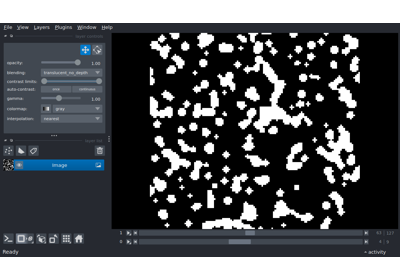 File View Layers Plugins Window Help
opacity: 1.00
blending: translucent_no_depth
contrast limits:
auto-contrast: once continuous
gamma: 1.00
colormap: gray
interpolation: nearest
Image
1
0
Ready activity